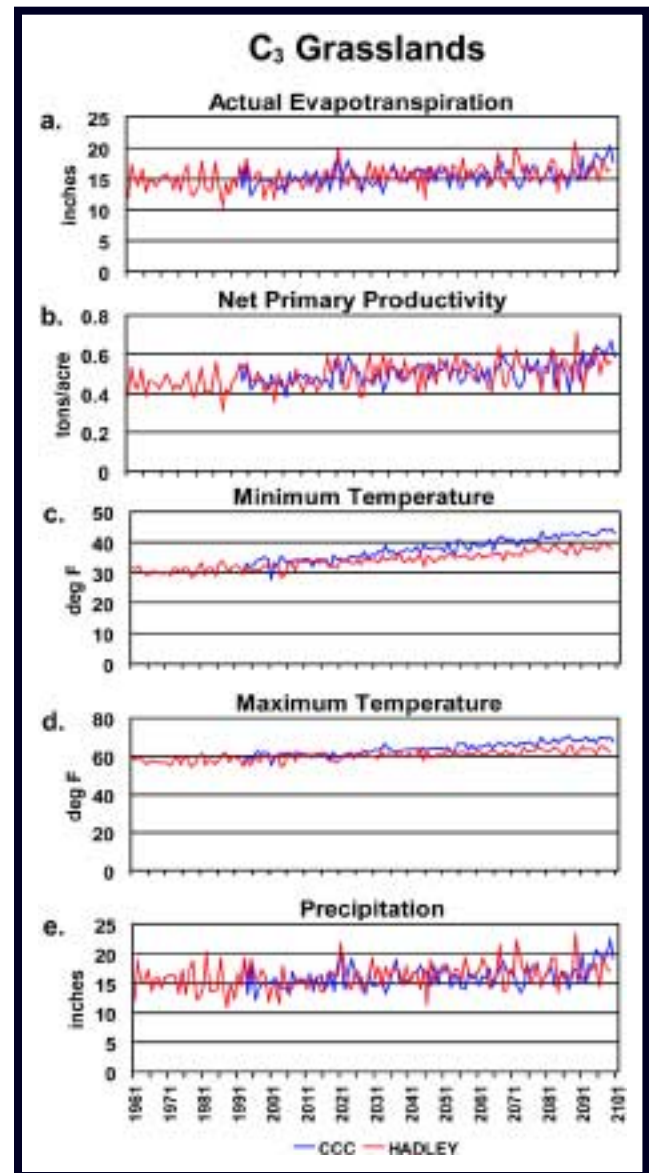 C₃ Grasslands
Actual Evapotranspiration
a.
25
20
15
10
5
0
inches
Net Primary Productivity
b.
0.8
0.6
0.4
0.2
0
tons/acre
Minimum Temperature
c.
50
40
30
20
10
0
deg F
Maximum Temperature
d.
80
60
40
20
0
deg F
Precipitation
e.
25
20
15
10
5
0
inches
1961 1971 1981 1991 2001 2011 2021 2031 2041 2051 2061 2071 2081 2091 2101
CCC HADLEY